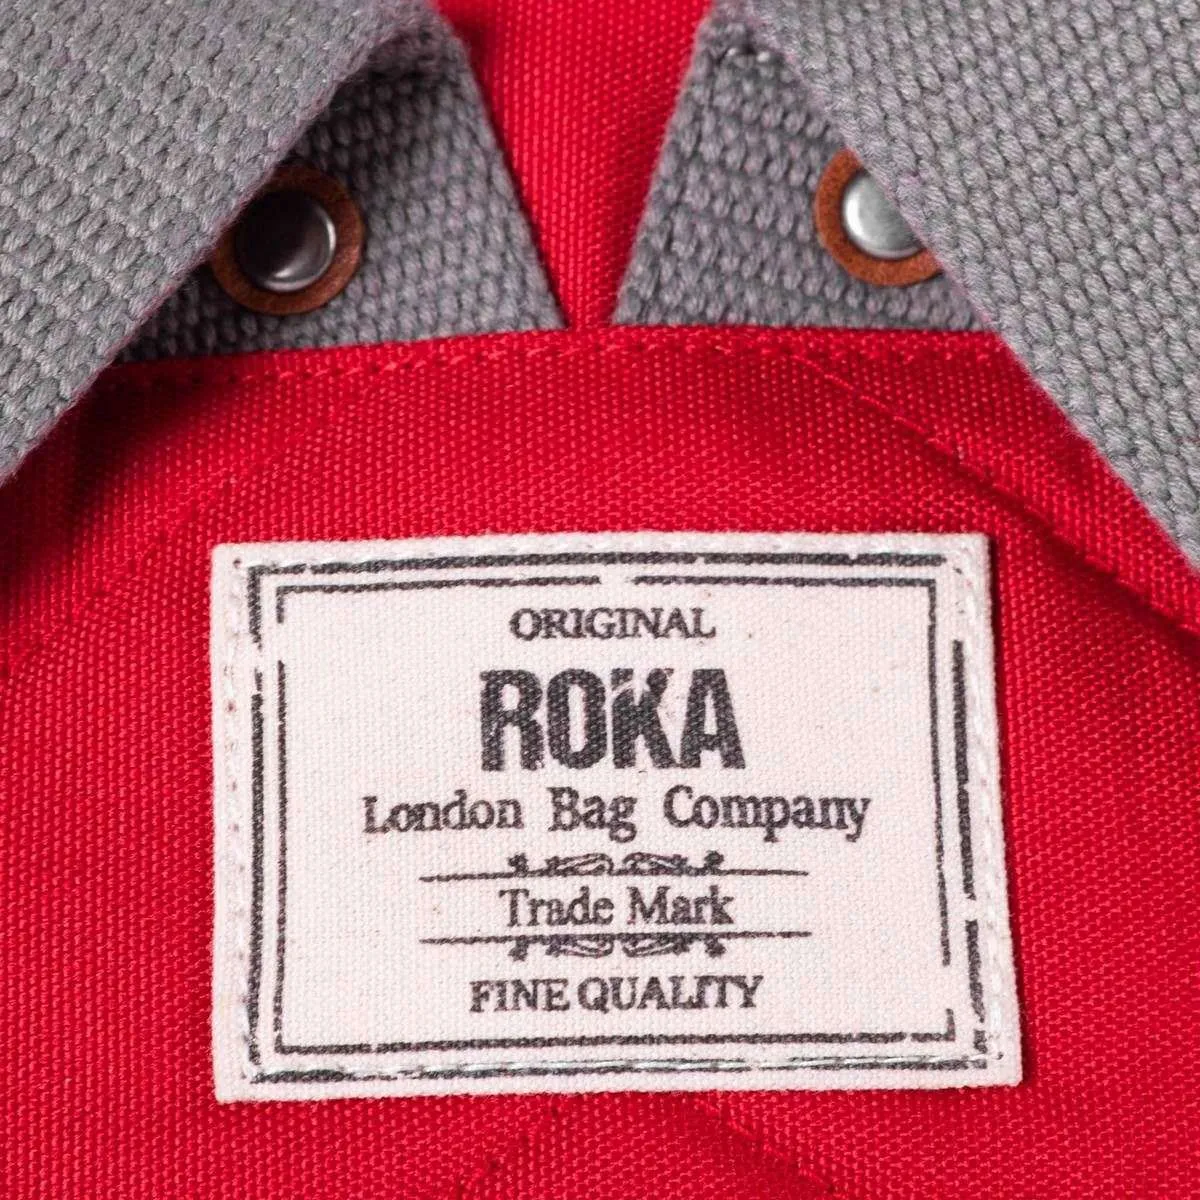 ORIGINAL
ROKA
London Bag Company
Trade Mark
FINE QUALITY